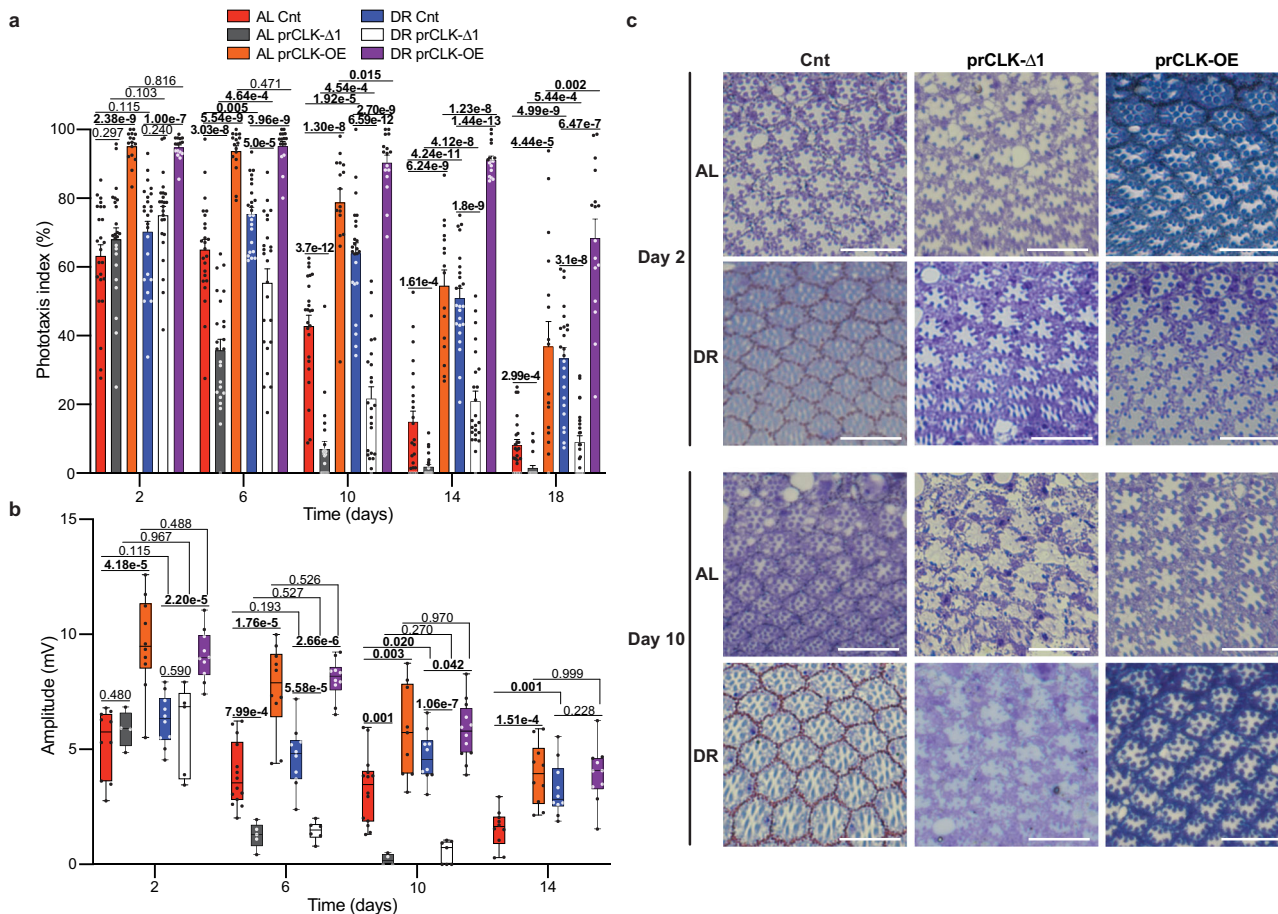 a
AL Cnt
DR Cnt
AL prCLK-Δ1
DR prCLK-Δ1
AL prCLK-OE
DR prCLK-OE
0.816
0.103
0.115
2.38e-9
1.00e-7
0.297
0.240
0.471
4.64e-4
0.005
5.54e-9
3.96e-9
3.03e-8
5.0e-5
0.015
4.54e-4
1.92e-5
2.70e-9
1.30e-8
6.59e-12
3.7e-12
1.23e-8
1.44e-13
4.12e-8
4.24e-11
6.24e-9
1.8e-9
1.61e-4
0.002
5.44e-4
4.99e-9
6.47e-7
4.44e-5
3.1e-8
2.99e-4
Phototaxis index (%)
100
80
60
40
20
0
2
6
10
14
18
Time (days)
b
0.488
0.967
0.115
4.18e-5
2.20e-5
0.480
0.590
0.526
0.527
0.193
1.76e-5
2.66e-6
7.99e-4
5.58e-5
0.970
0.270
0.020
0.003
0.042
0.001
1.06e-7
0.999
0.001
0.228
1.51e-4
Amplitude (mV)
15
10
5
0
2
6
10
14
Time (days)
c
Cnt
prCLK-Δ1
prCLK-OE
AL
Day 2
DR
AL
Day 10
DR